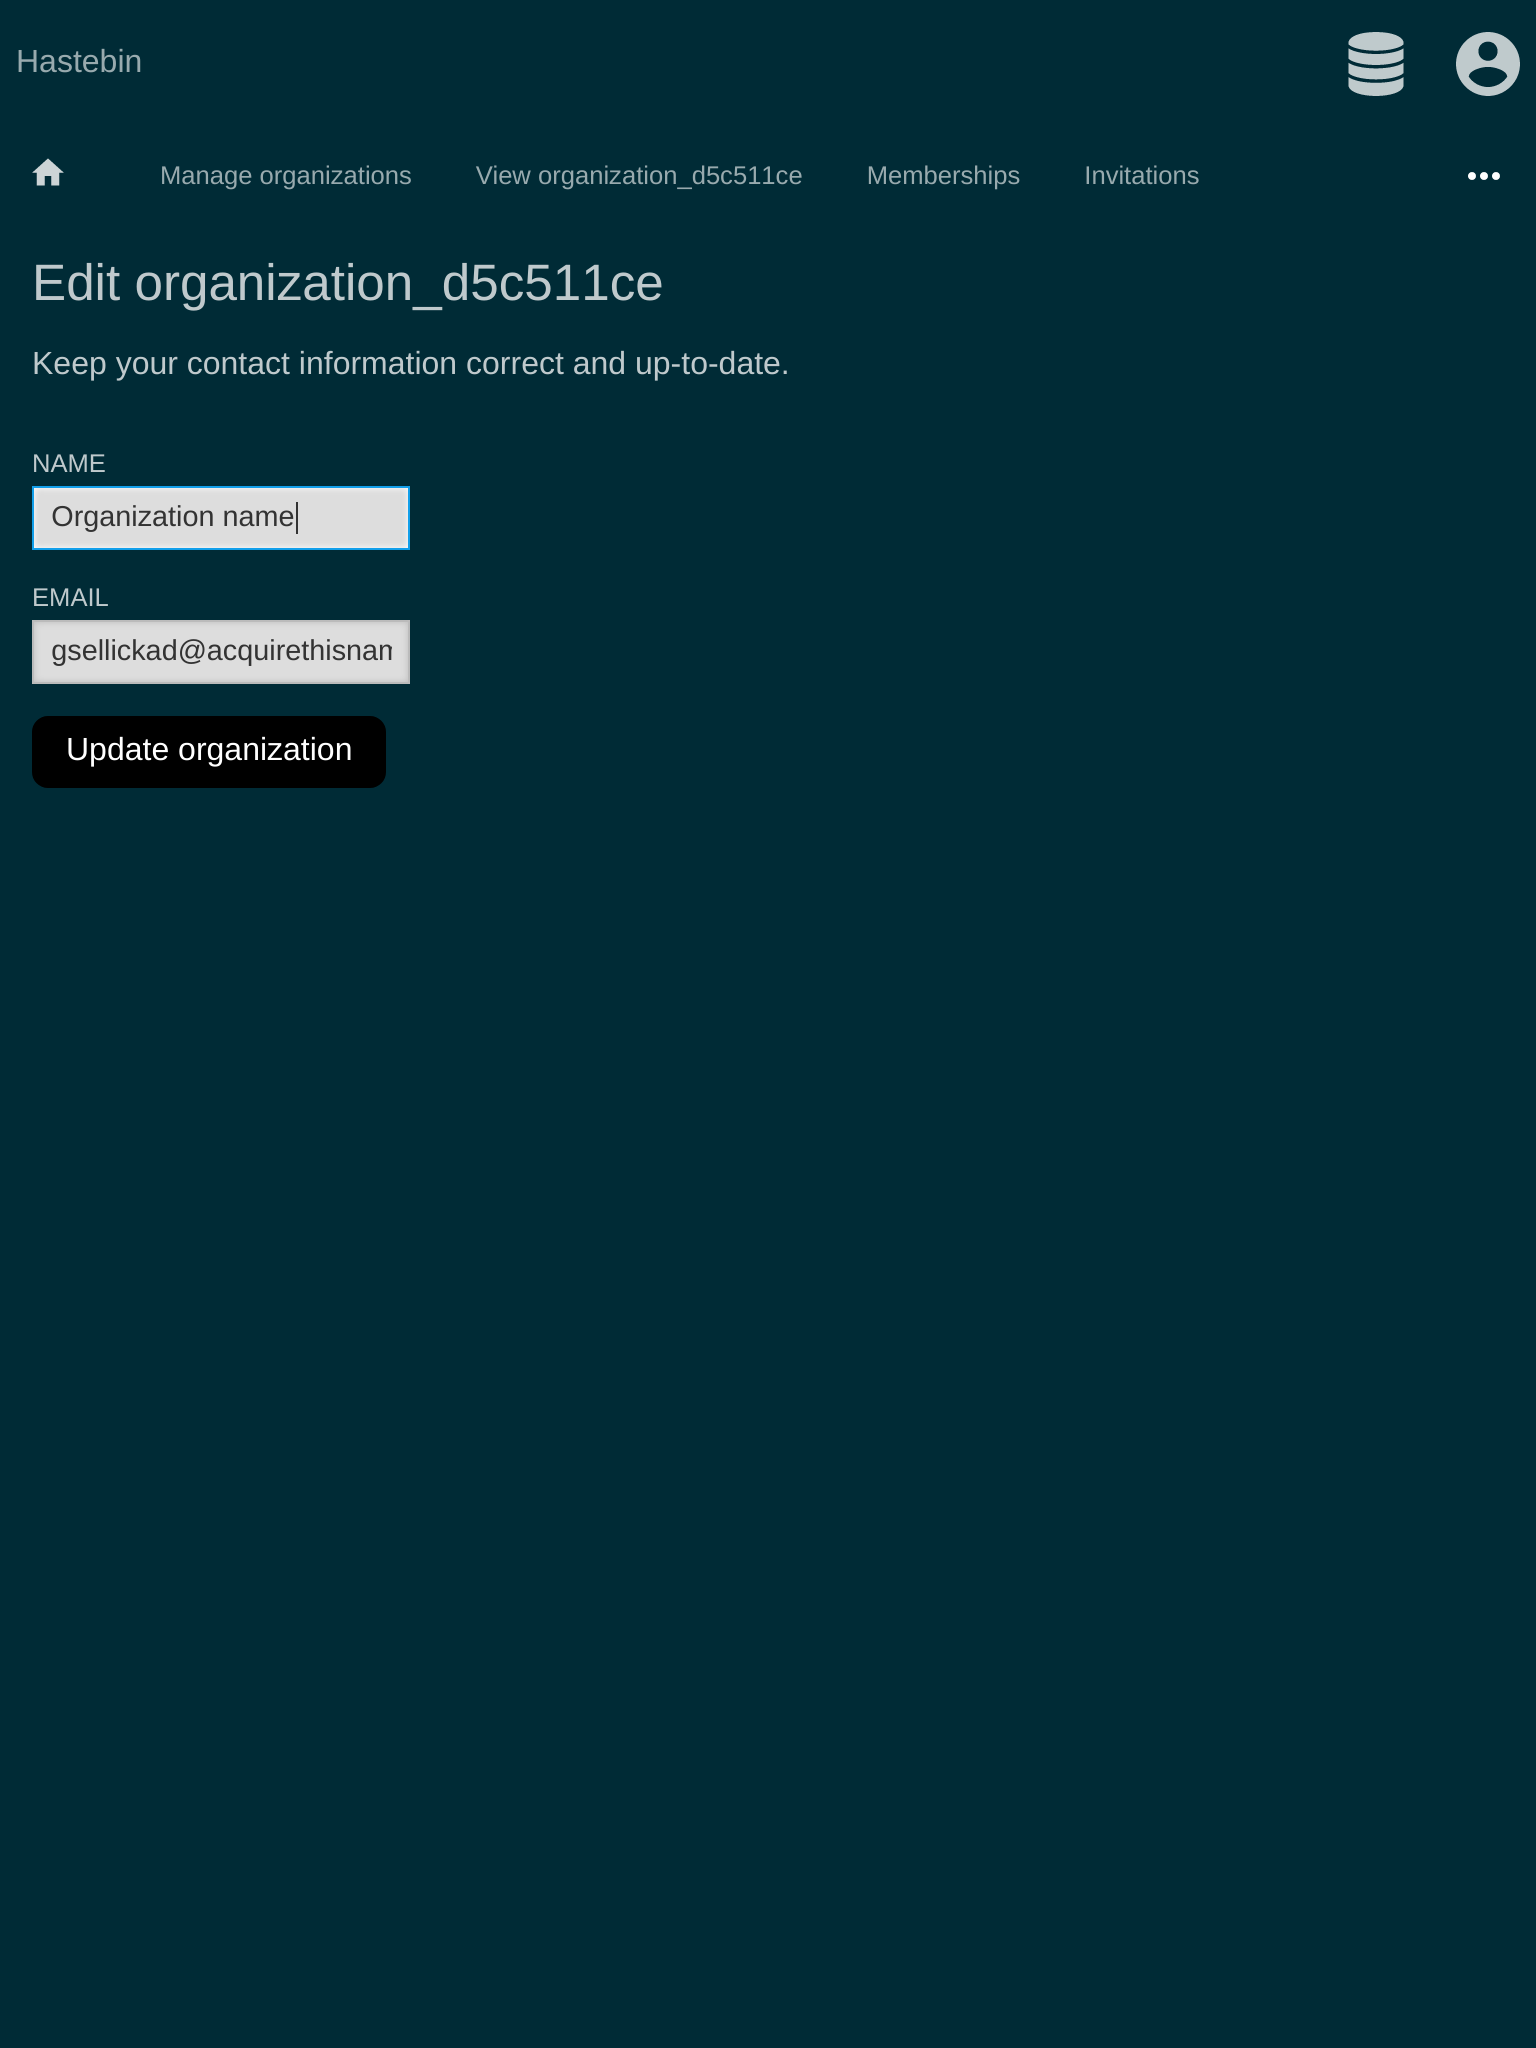 Hastebin
Manage organizations View organization_d5c511ce Memberships Invitations
Edit organization_d5c511ce
Keep your contact information correct and up-to-date.
NAME
Organization name
EMAIL
gsellickad@acquirethisnam
Update organization